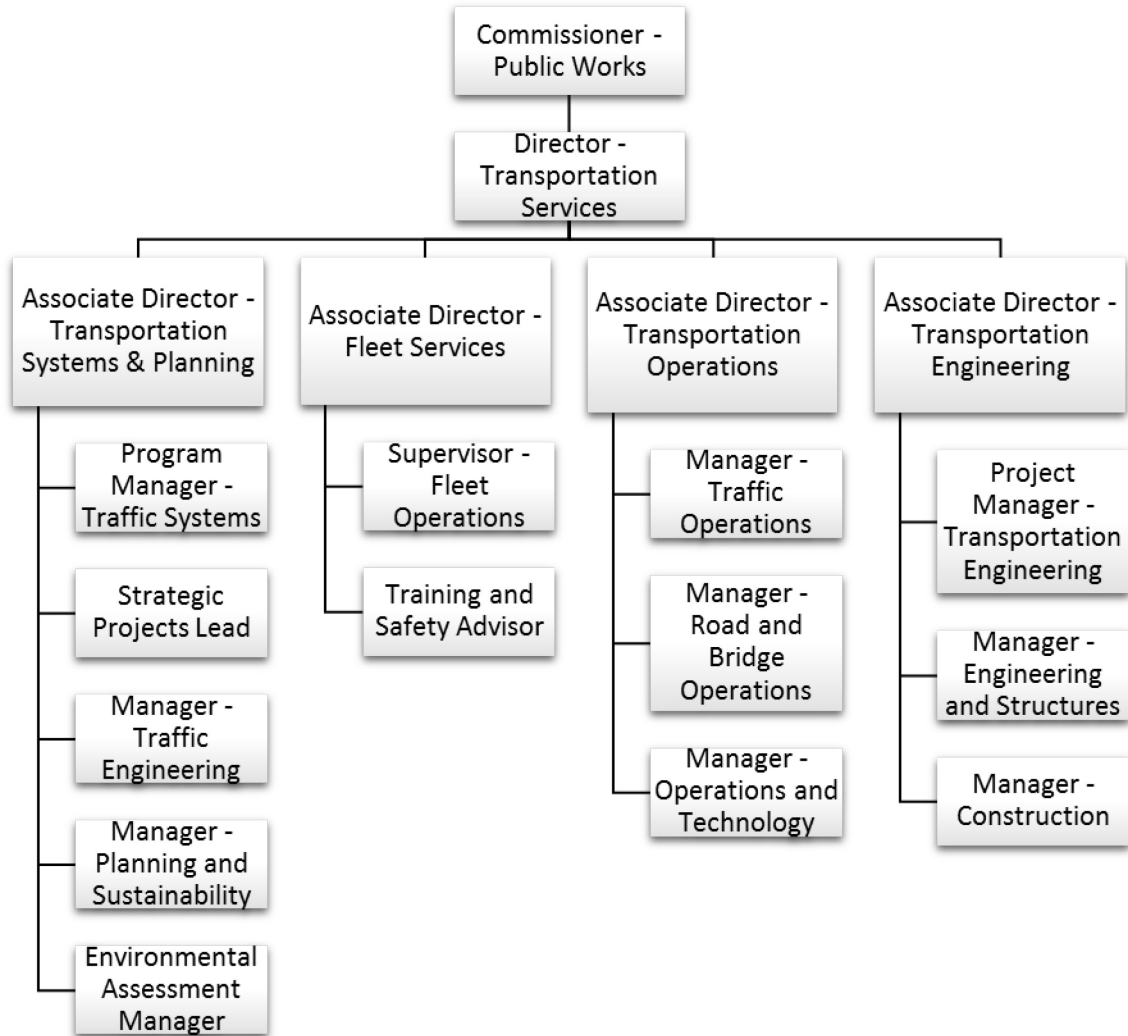 Commissioner -
Public Works
Director -
Transportation
Services
Associate Director -
Transportation
Systems & Planning
Program
Manager -
Traffic Systems
Strategic
Projects Lead
Manager -
Traffic
Engineering
Manager -
Planning and
Sustainability
Environmental
Assessment
Manager
Associate Director -
Fleet Services
Supervisor -
Fleet
Operations
Training and
Safety Advisor
Associate Director -
Transportation
Operations
Manager -
Traffic
Operations
Manager -
Road and
Bridge
Operations
Manager -
Operations and
Technology
Associate Director -
Transportation
Engineering
Project
Manager -
Transportation
Engineering
Manager -
Engineering
and Structures
Manager -
Construction